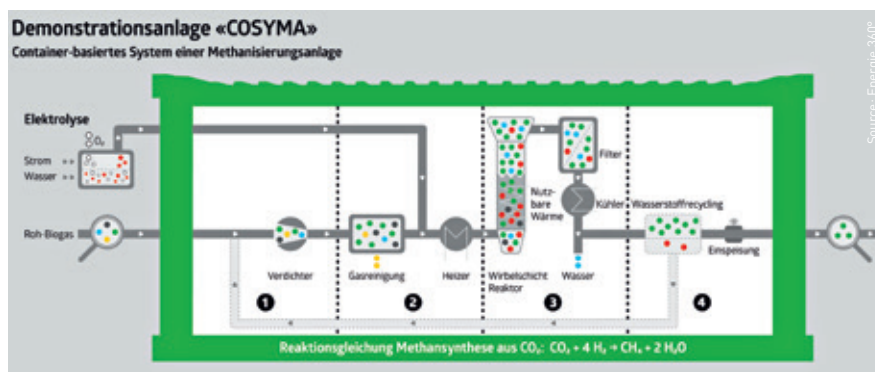 Demonstrationsanlage «COSYMA»
Container-basiertes System einer Methanisierungsanlage
Source: Energie 360°
Elektrolyse
O₂
Strom
Wasser
Roh-Biogas
Verdichter
Gasreinigung
Heizer
Nutz-
bare
Wärme
Wirbelschicht
Reaktor
Filter
Kühler
Wasser
Wasserstoffrecycling
Einspeisung
1
2
3
4
Reaktionsgleichung Methansynthese aus CO₂: CO₂ + 4 H₂ → CH₄ + 2 H₂O